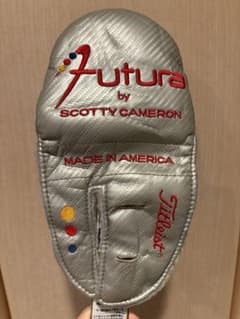 Futura
by
SCOTTY CAMERON
MADE IN AMERICA
Titleist